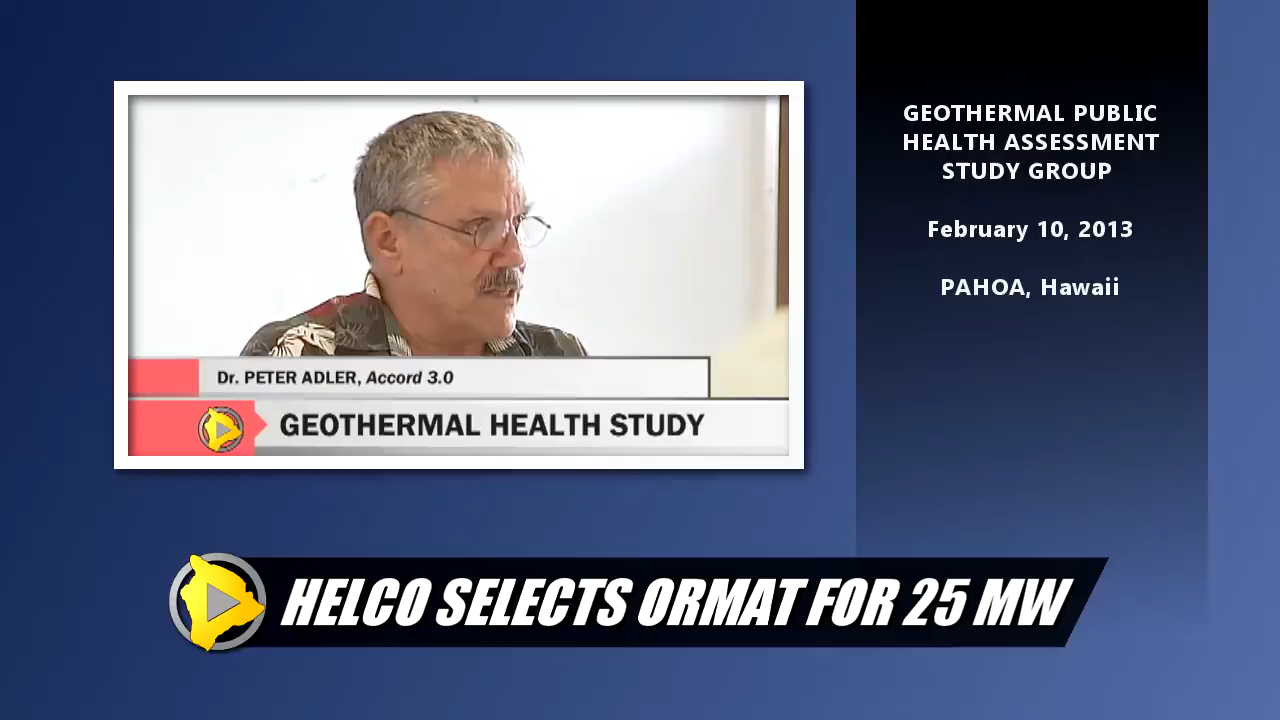 GEOTHERMAL PUBLIC
HEALTH ASSESSMENT
STUDY GROUP
February 10, 2013
PAHOA, Hawaii
Dr. PETER ADLER, Accord 3.0
GEOTHERMAL HEALTH STUDY
HELCO SELECTS ORMAT FOR 25 MW